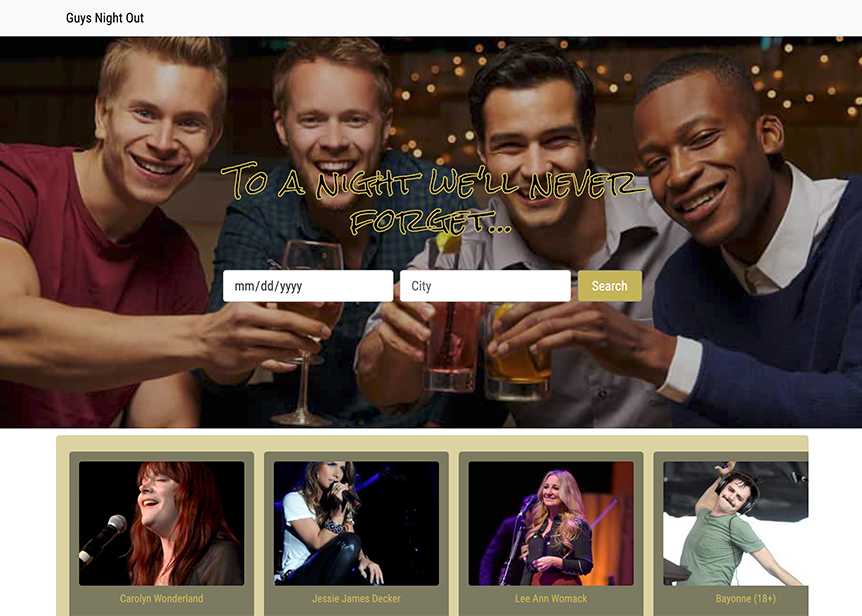 Guys Night Out
To a night we'll never
forget...
mm/dd/yyyy City Search
Carolyn Wonderland Jessie James Decker Lee Ann Womack Bayonne (18+)